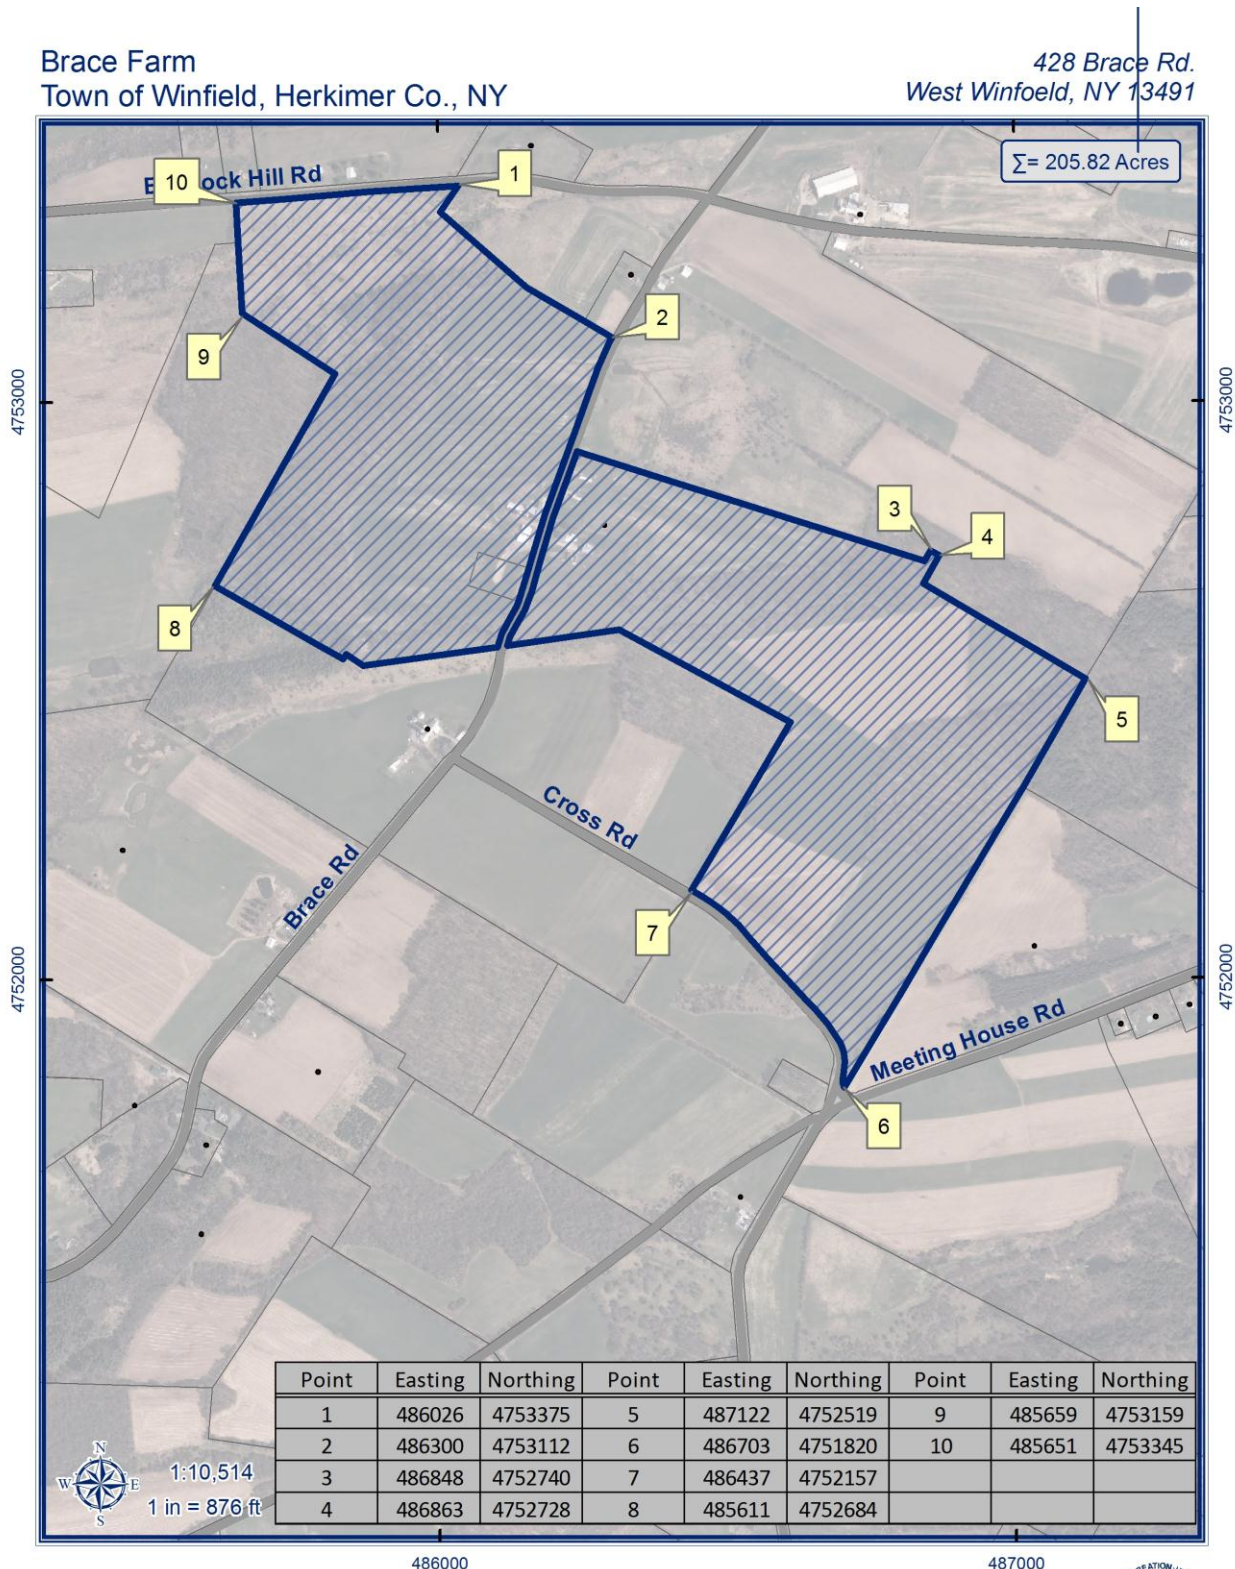 Brace Farm
Town of Winfield, Herkimer Co., NY
428 Brace Rd.
West Winfoeld, NY 13491
∑= 205.82 Acres
10
ock Hill Rd
1
2
9
4753000
4753000
3
4
8
5
Cross Rd
Brace Rd
7
4752000
4752000
Meeting House Rd
6
Point Easting Northing Point Easting Northing Point Easting Northing
1 486026 4753375 5 487122 4752519 9 485659 4753159
2 486300 4753112 6 486703 4751820 10 485651 4753345
3 486848 4752740 7 486437 4752157
4 486863 4752728 8 485611 4752684
N
W E
S
1:10,514
1 in = 876 ft
486000
487000